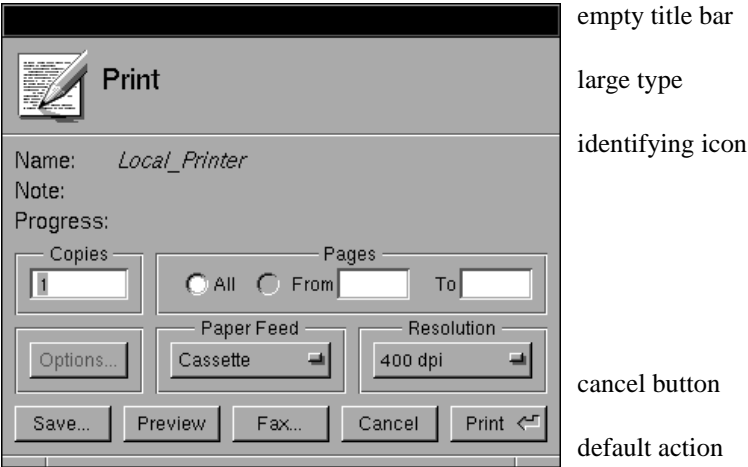 empty title bar
Print
large type
identifying icon
Name: Local_Printer
Note:
Progress:
Copies
Pages
1
All From To
Options...
Paper Feed
Resolution
Cassette
400 dpi
cancel button
Save... Preview Fax... Cancel Print
default action